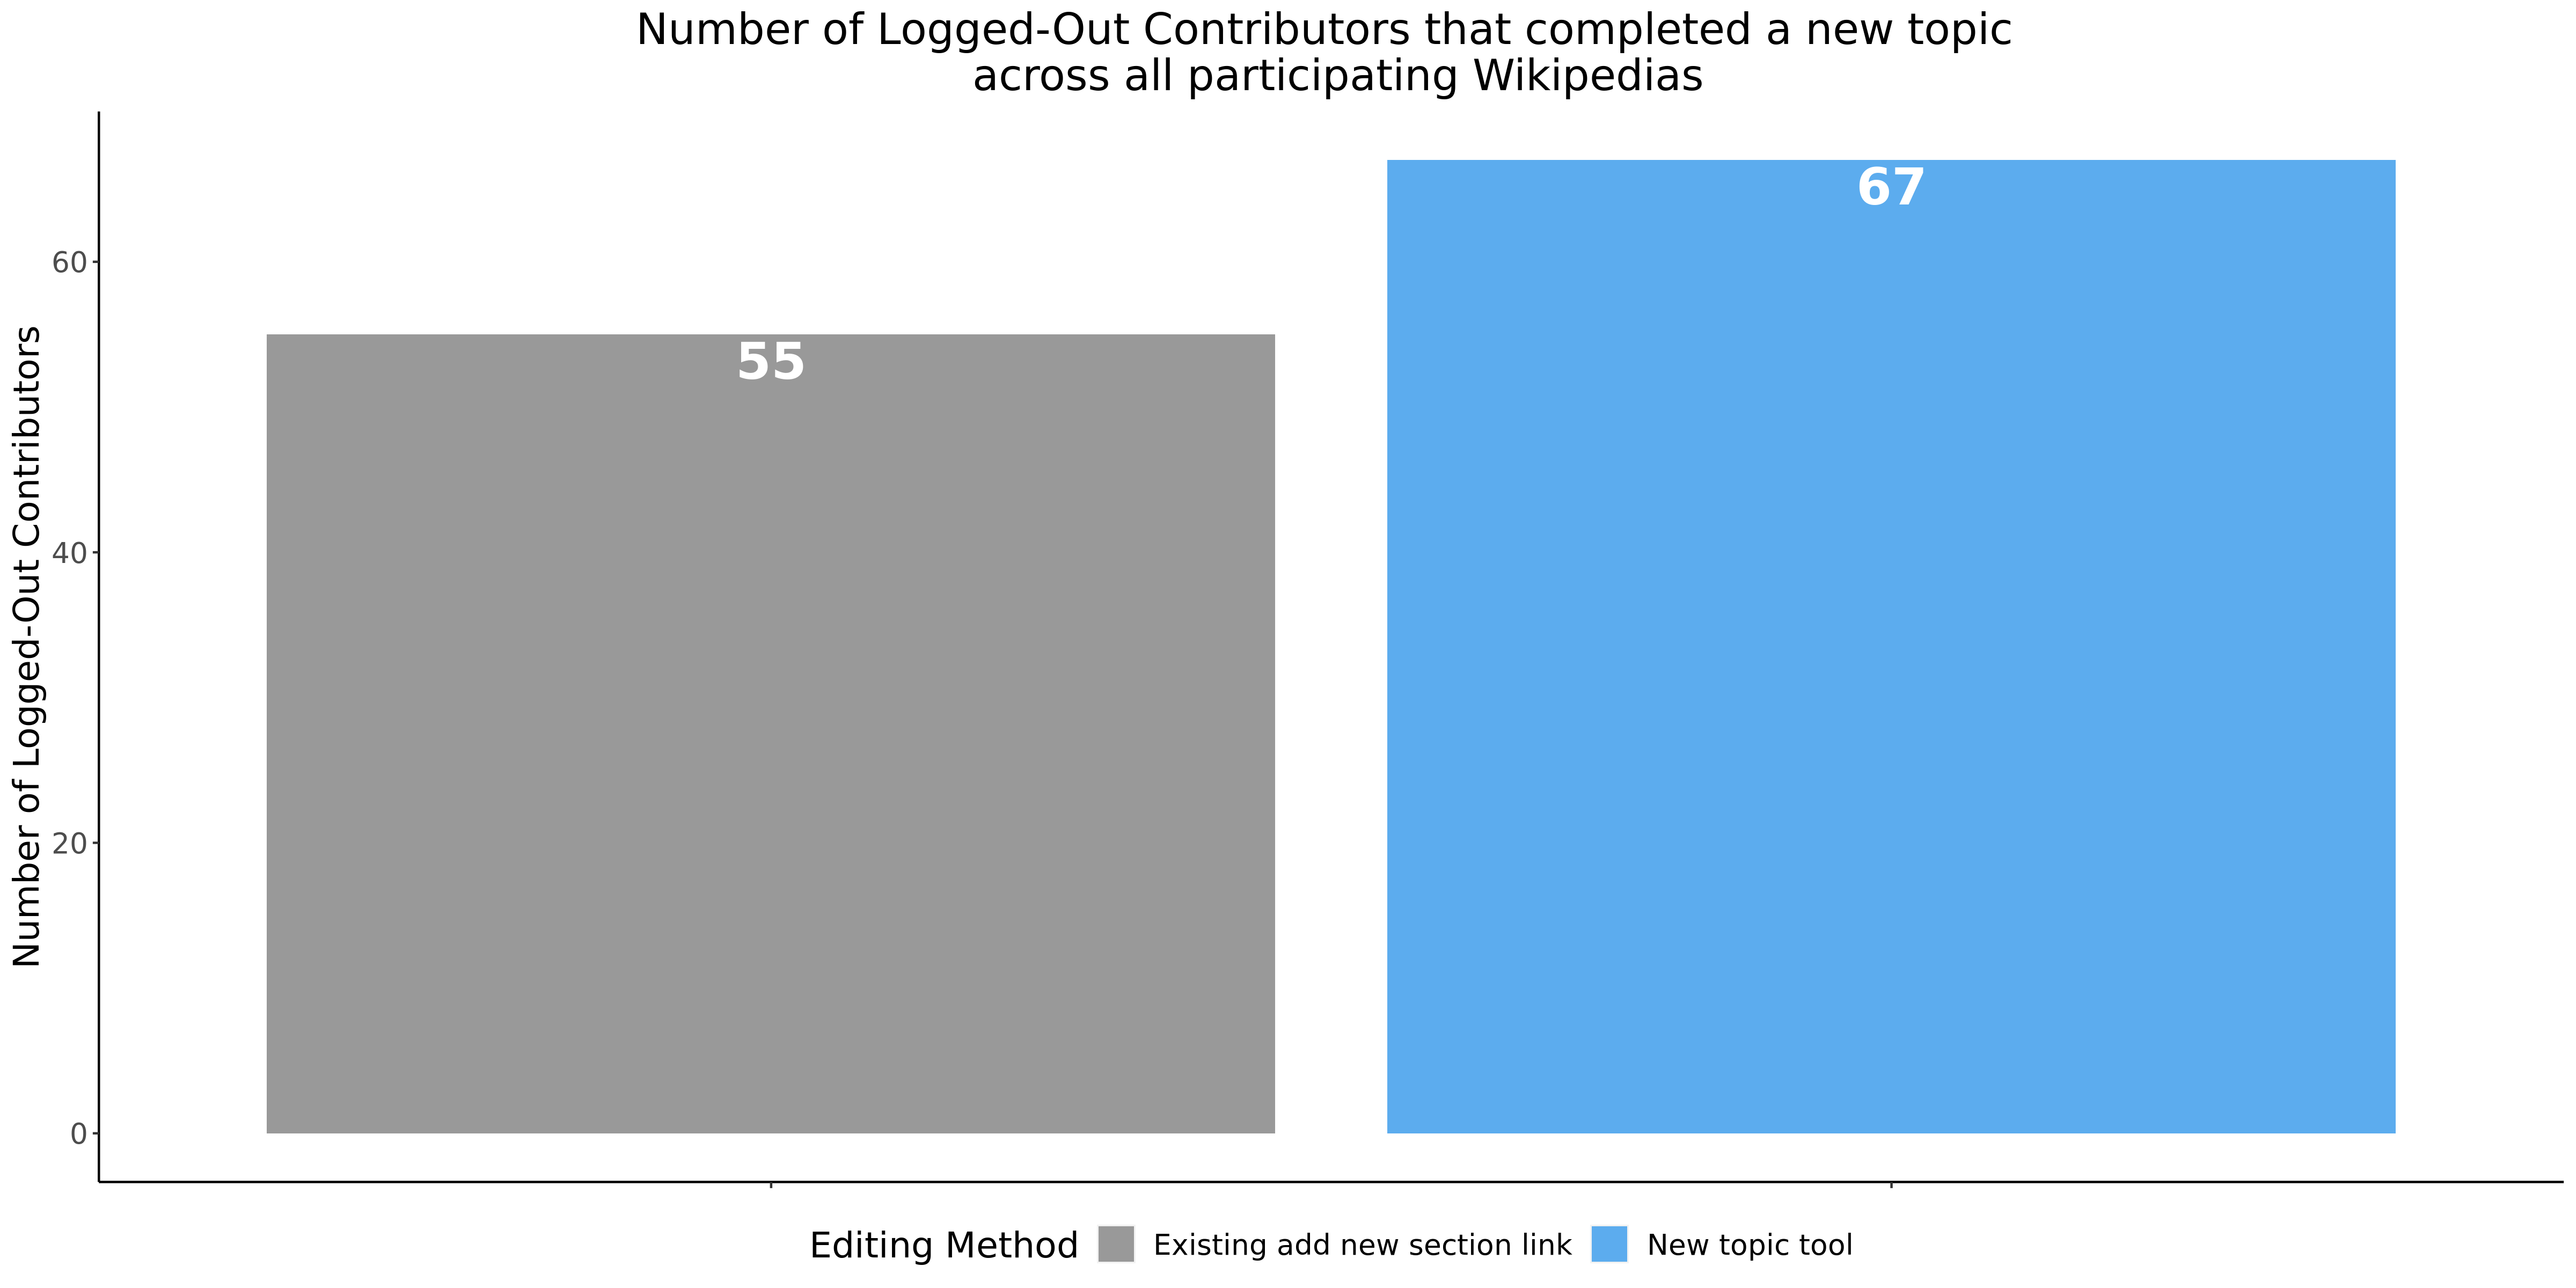 Number of Logged-Out Contributors that completed a new topic
across all participating Wikipedias
Number of Logged-Out Contributors
60
40
20
0
55
67
Editing Method
Existing add new section link
New topic tool